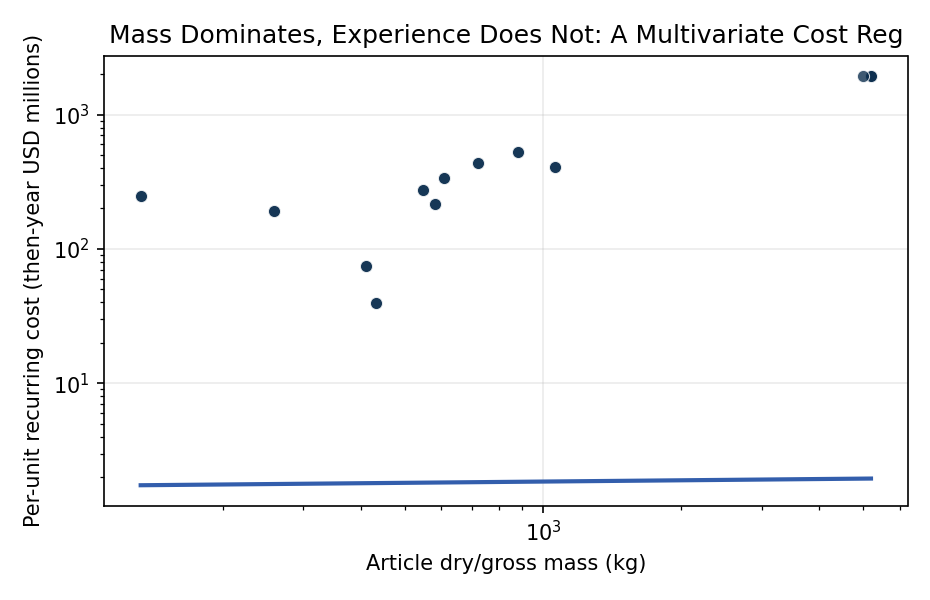 Mass Dominates, Experience Does Not: A Multivariate Cost Reg
Per-unit recurring cost (then-year USD millions)
10³
10²
10¹
10³
Article dry/gross mass (kg)